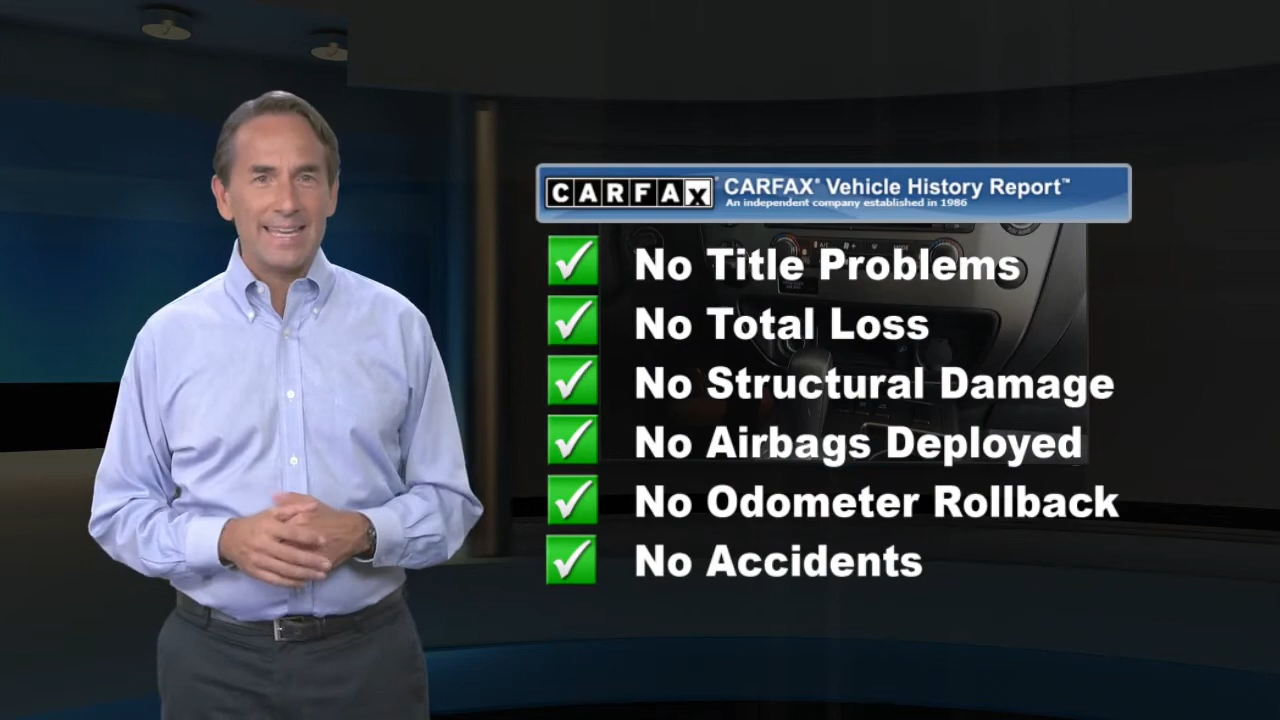 CARFAX® CARFAX® Vehicle History Report™
An independent company established in 1986
No Title Problems
No Total Loss
No Structural Damage
No Airbags Deployed
No Odometer Rollback
No Accidents